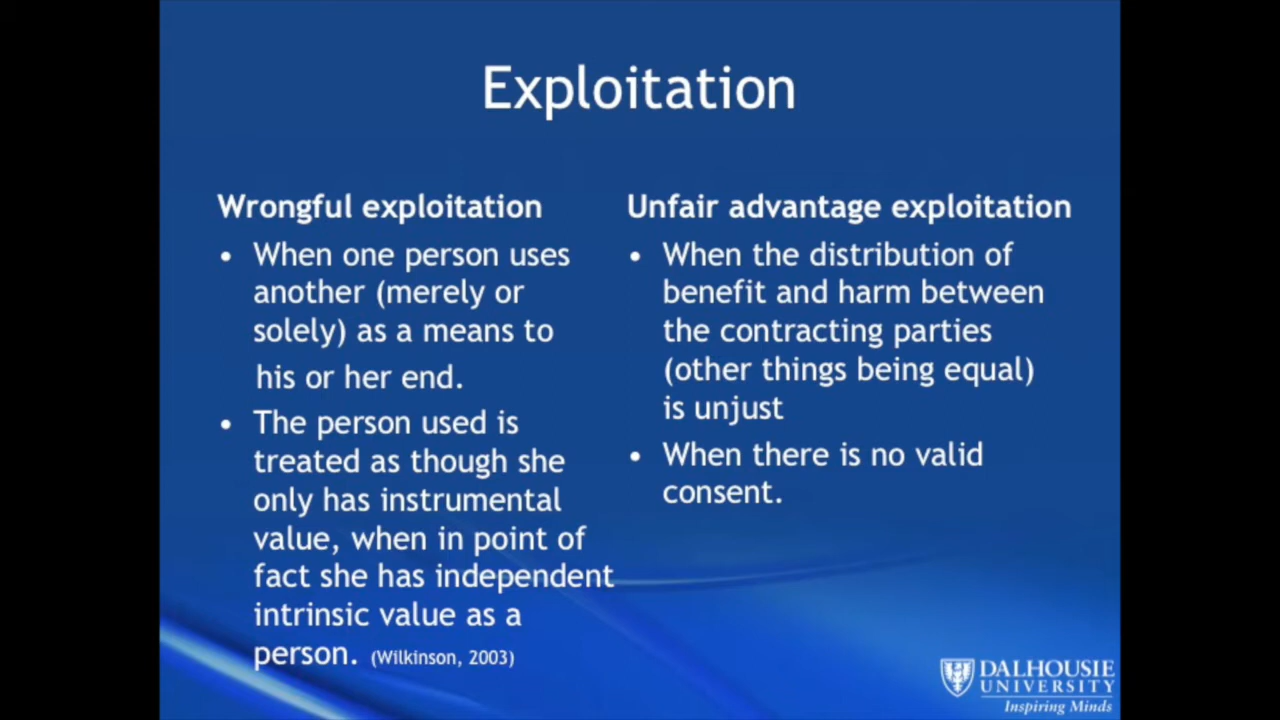 Exploitation
Wrongful exploitation
• When one person uses
another (merely or
solely) as a means to
his or her end.
• The person used is
treated as though she
only has instrumental
value, when in point of
fact she has independent
intrinsic value as a
person. (Wilkinson, 2003)
Unfair advantage exploitation
• When the distribution of
benefit and harm between
the contracting parties
(other things being equal)
is unjust
• When there is no valid
consent.
DALHOUSIE
UNIVERSITY
Inspiring Minds